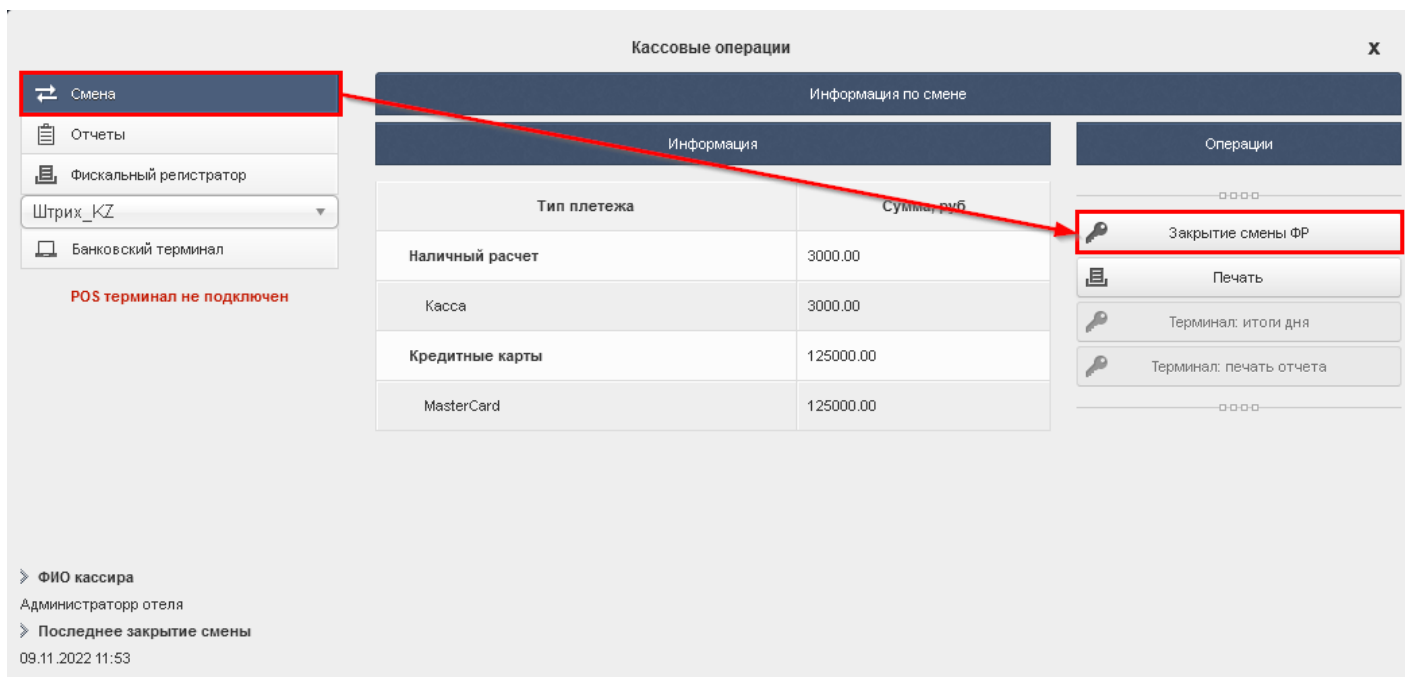 Кассовые операции
x
Смена
Отчеты
Фискальный регистратор
Штрих_KZ
Банковский терминал
POS терминал не подключен
Информация по смене
Информация
Тип плетежа
Сумма, руб
Наличный расчет
3000.00
Касса
3000.00
Кредитные карты
125000.00
MasterCard
125000.00
Операции
Закрытие смены ФР
Печать
Терминал: итоги дня
Терминал: печать отчета
ФИО кассира
Администраторр отеля
Последнее закрытие смены
09.11.2022 11:53